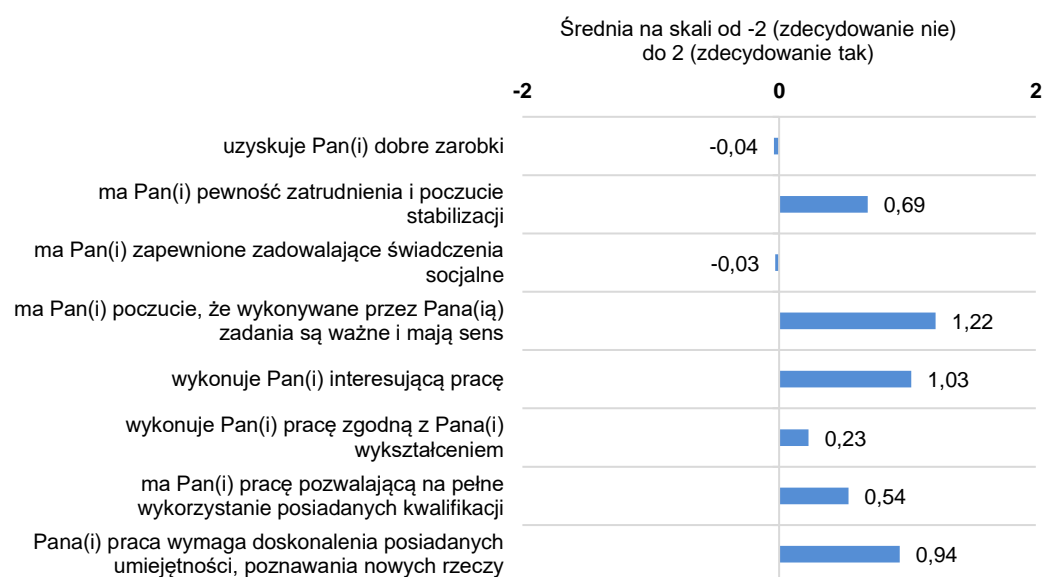 Średnia na skali od -2 (zdecydowanie nie)
do 2 (zdecydowanie tak)
-2 0 2
uzyskuje Pan(i) dobre zarobki -0,04
ma Pan(i) pewność zatrudnienia i poczucie
stabilizacji 0,69
ma Pan(i) zapewnione zadowalające świadczenia
socjalne -0,03
ma Pan(i) poczucie, że wykonywane przez Pana(ią)
zadania są ważne i mają sens 1,22
wykonuje Pan(i) interesującą pracę 1,03
wykonuje Pan(i) pracę zgodną z Pana(i)
wykształceniem 0,23
ma Pan(i) pracę pozwalającą na pełne
wykorzystanie posiadanych kwalifikacji 0,54
Pana(i) praca wymaga doskonalenia posiadanych
umiejętności, poznawania nowych rzeczy 0,94